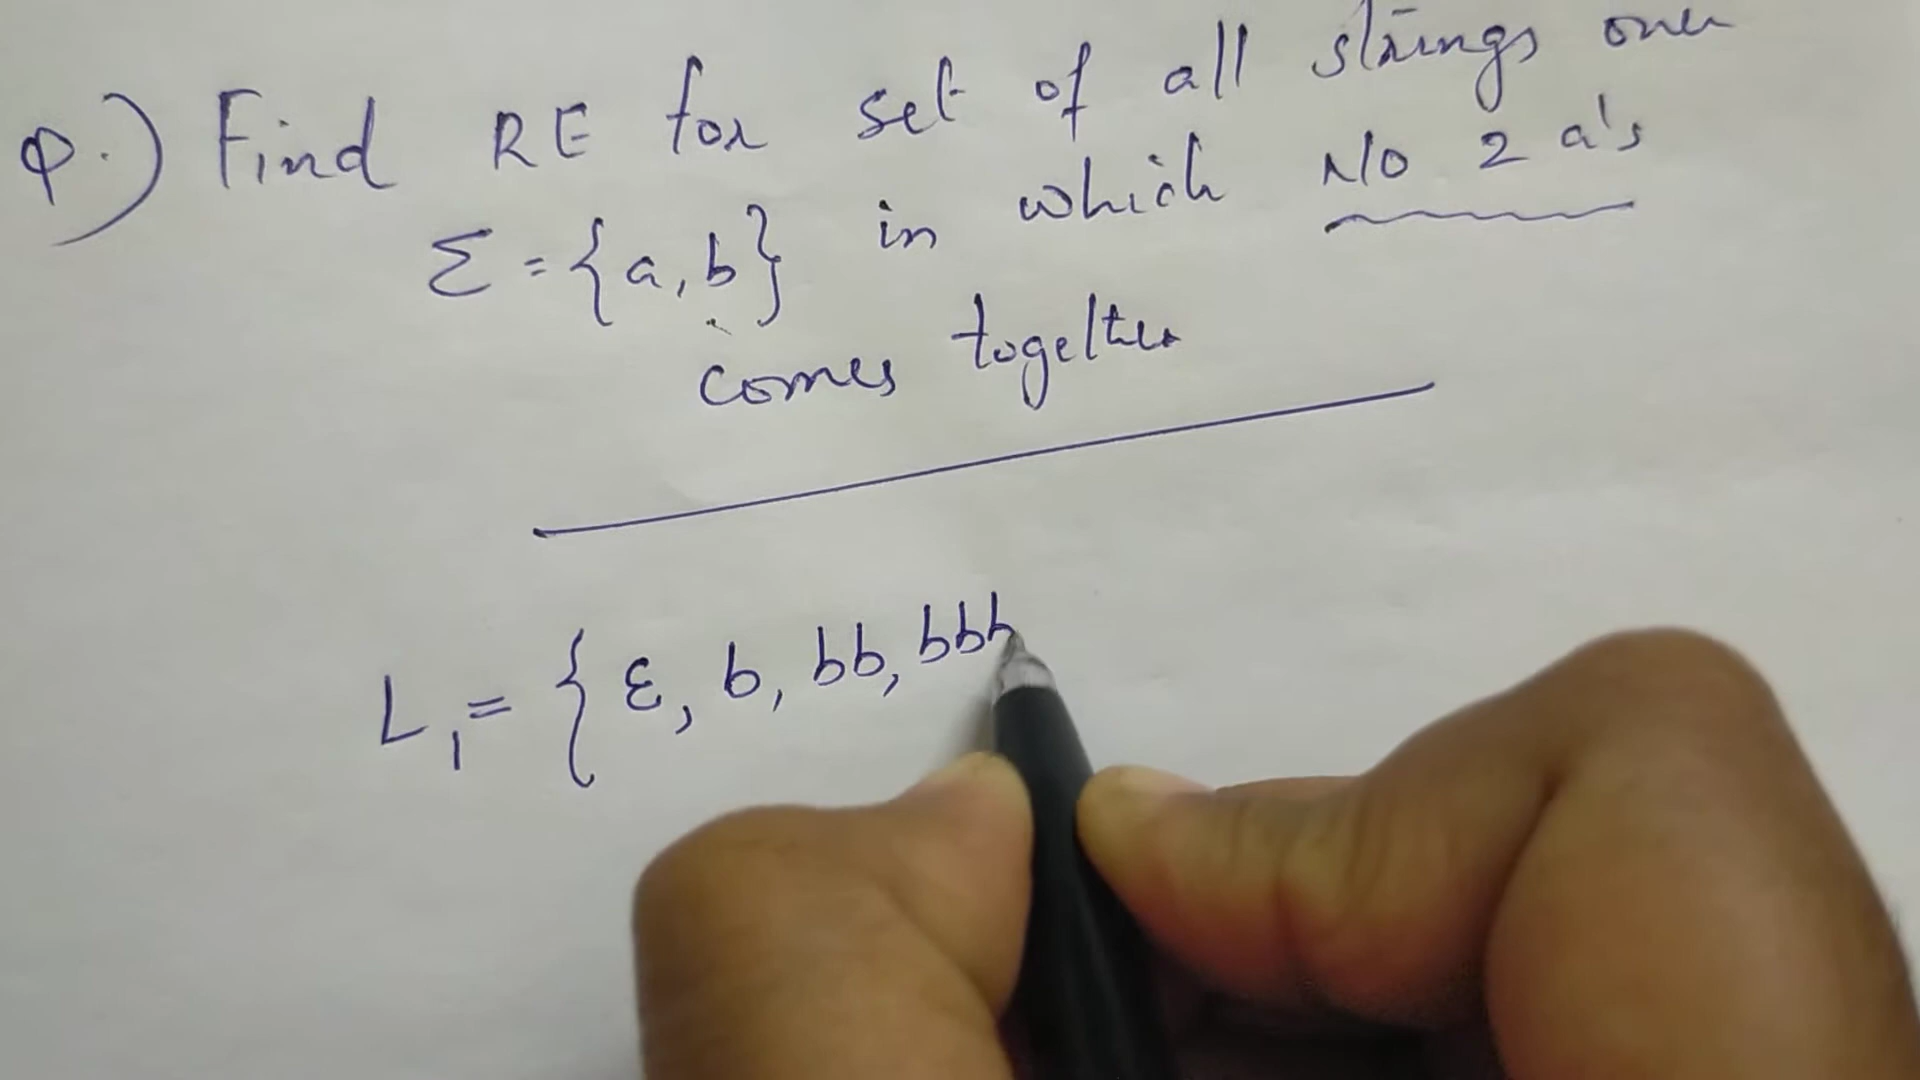 Q.) Find RE for set of all strings over
Σ = {a, b} in which No 2 a's
comes together
L₁ = { ε, b, bb, bbb